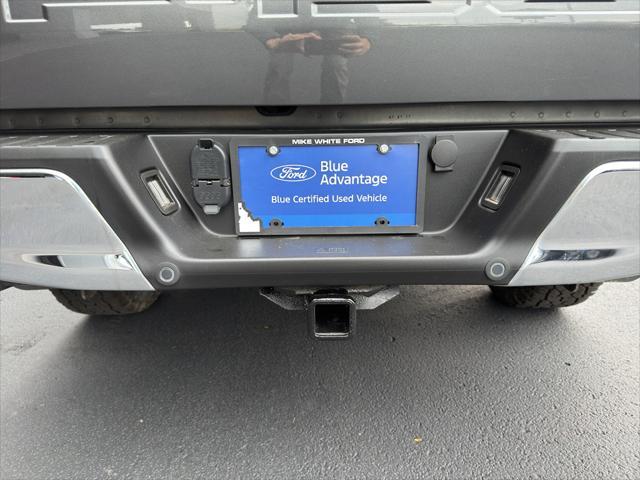 MIKE WHITE FORD
Ford
Blue
Advantage
Blue Certified Used Vehicle